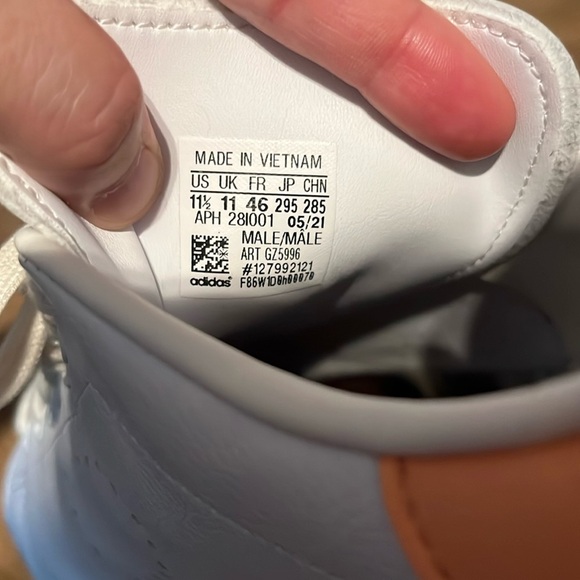 MADE IN VIETNAM
US UK FR JP CHN
11½ 11 46 295 285
APH 28I001 05/21
MALE/MÂLE
ART GZ5996
#127992121
adidas